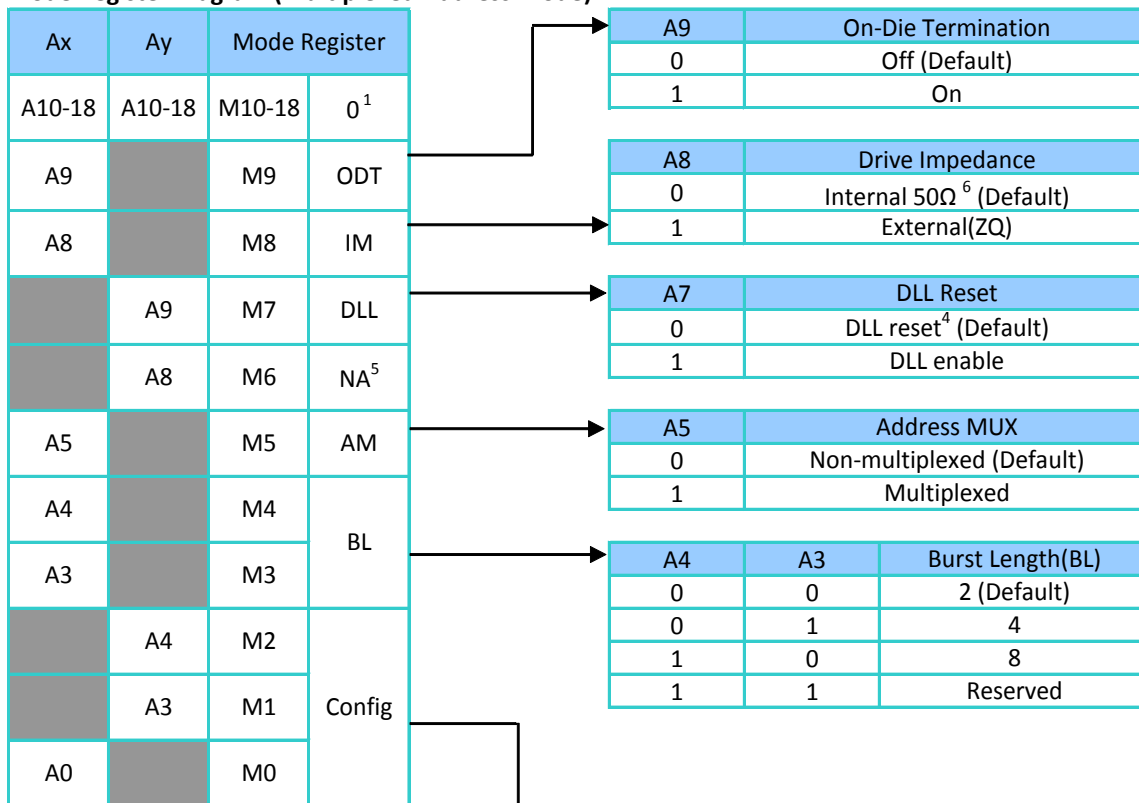 Ax Ay Mode Register
A10-18 A10-18 M10-18 0¹
A9 M9 ODT
A8 M8 IM
A9 M7 DLL
A8 M6 NA⁵
A5 M5 AM
A4 M4
BL
A3 M3
A4 M2
A3 M1 Config
A0 M0
A9 On-Die Termination
0 Off (Default)
1 On
A8 Drive Impedance
0 Internal 50Ω ⁶ (Default)
1 External(ZQ)
A7 DLL Reset
0 DLL reset⁴ (Default)
1 DLL enable
A5 Address MUX
0 Non-multiplexed (Default)
1 Multiplexed
A4 A3 Burst Length(BL)
0 0 2 (Default)
0 1 4
1 0 8
1 1 Reserved